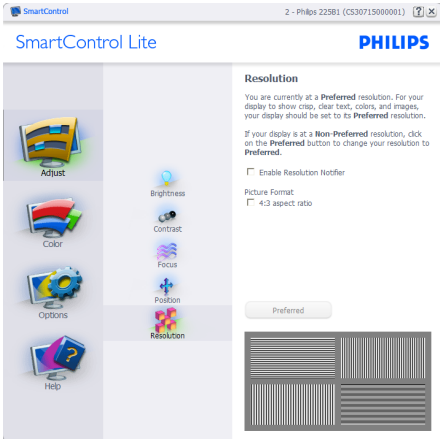 SmartControl
2 - Philips 225B1 (CS30715000001)
?
X
SmartControl Lite
PHILIPS
Adjust
Color
Options
Help
Brightness
Contrast
Focus
Position
Resolution
Resolution
You are currently at a Preferred resolution. For your
display to show crisp, clear text, colors, and images,
your display should be set to its Preferred resolution.
If your display is at a Non-Preferred resolution, click
on the Preferred button to change your resolution to
Preferred.
Enable Resolution Notifier
Picture Format
4:3 aspect ratio
Preferred